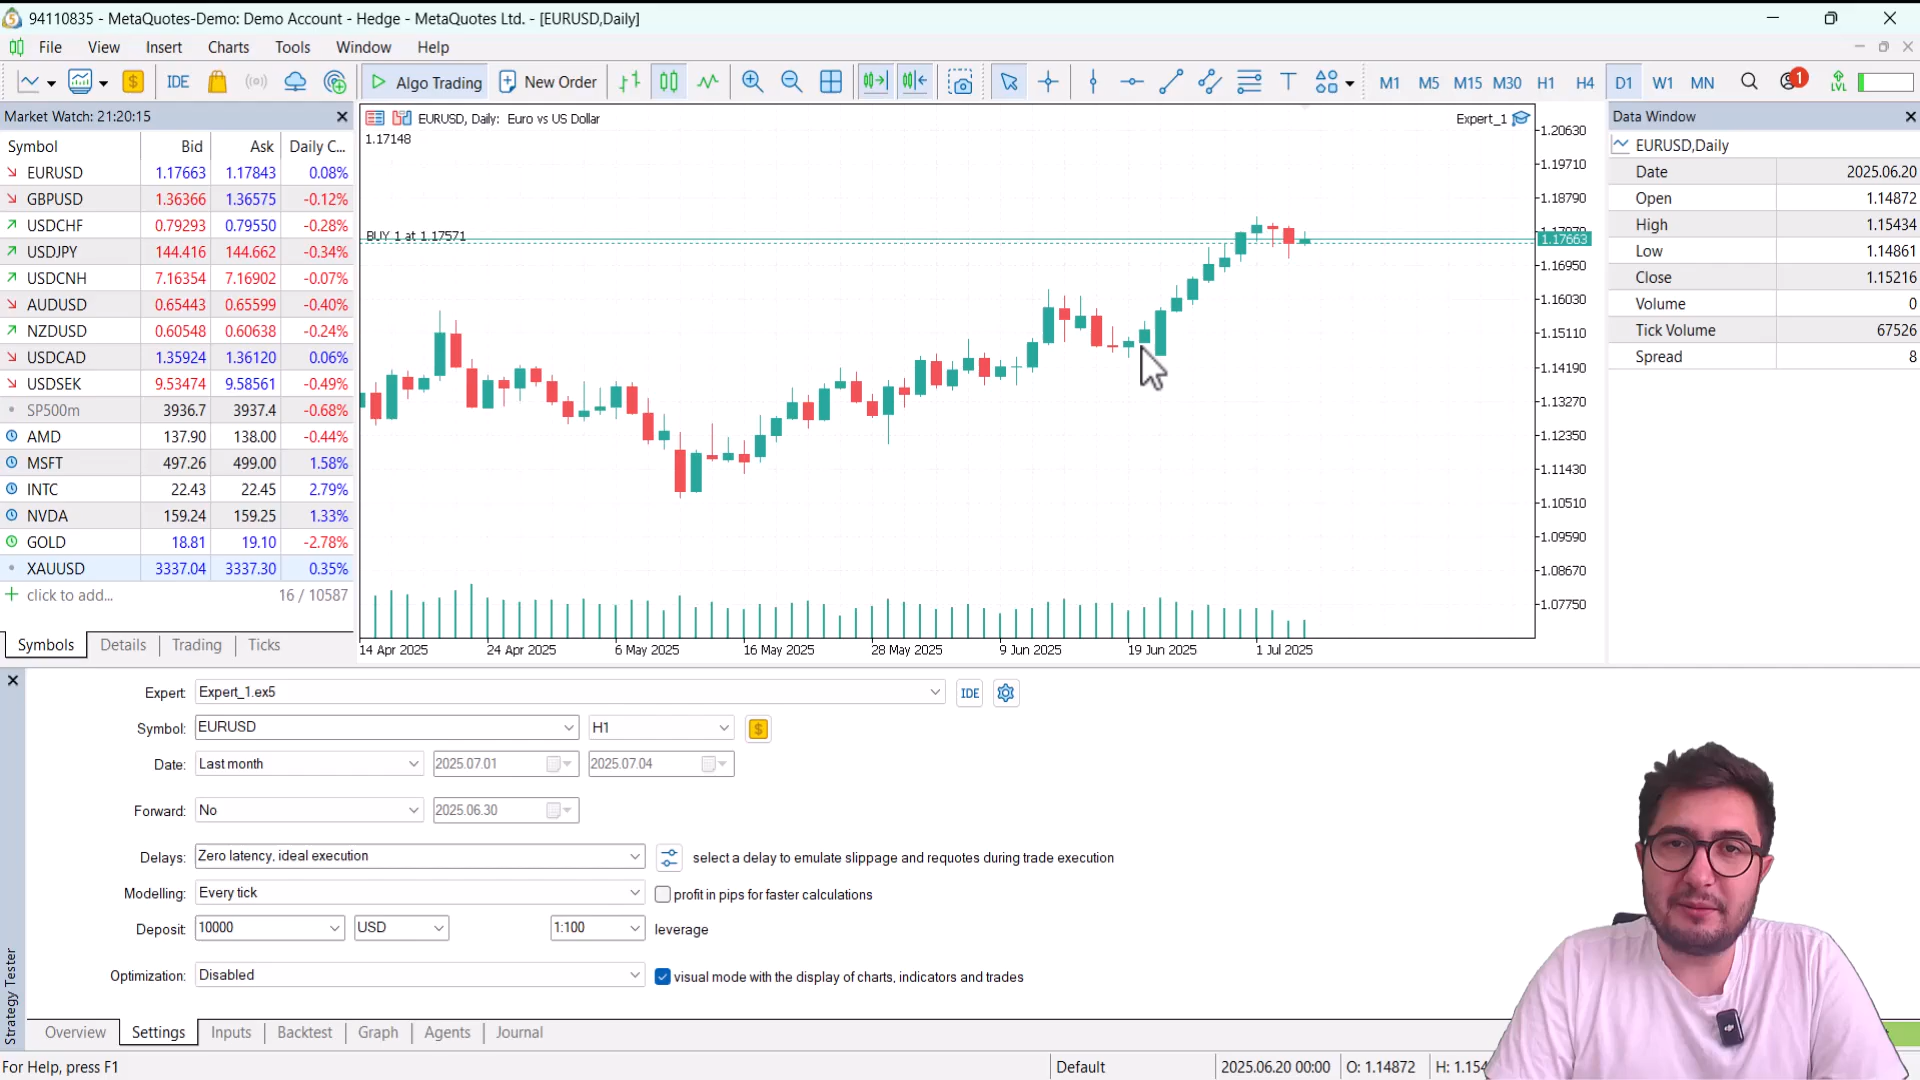 94110835 - MetaQuotes-Demo: Demo Account - Hedge - MetaQuotes Ltd. - [EURUSD,Daily]
File View Insert Charts Tools Window Help
IDE Algo Trading New Order M1 M5 M15 M30 H1 H4 D1 W1 MN 1 LVL
Market Watch: 21:20:15
Symbol Bid Ask Daily C...
EURUSD 1.17663 1.17843 0.08%
GBPUSD 1.36366 1.36575 -0.12%
USDCHF 0.79293 0.79550 -0.28%
USDJPY 144.416 144.662 -0.34%
USDCNH 7.16354 7.16902 -0.07%
AUDUSD 0.65443 0.65599 -0.40%
NZDUSD 0.60548 0.60638 -0.24%
USDCAD 1.35924 1.36120 0.06%
USDSEK 9.53474 9.58561 -0.49%
SP500m 3936.7 3937.4 -0.68%
AMD 137.90 138.00 -0.44%
MSFT 497.26 499.00 1.58%
INTC 22.43 22.45 2.79%
NVDA 159.24 159.25 1.33%
GOLD 18.81 19.10 -2.78%
XAUUSD 3337.04 3337.30 0.35%
click to add... 16 / 10587
Symbols Details Trading Ticks
EURUSD, Daily: Euro vs US Dollar
1.17148
Expert_1
BUY 1 at 1.17571
1.20630
1.19710
1.18790
1.17663
1.16950
1.16030
1.15110
1.14190
1.13270
1.12350
1.11430
1.10510
1.09590
1.08670
1.07750
14 Apr 2025 24 Apr 2025 6 May 2025 16 May 2025 28 May 2025 9 Jun 2025 19 Jun 2025 1 Jul 2025
Data Window
EURUSD,Daily
Date 2025.06.20
Open 1.14872
High 1.15434
Low 1.14861
Close 1.15216
Volume 0
Tick Volume 67526
Spread 8
Strategy Tester
Expert: Expert_1.ex5 IDE
Symbol: EURUSD H1
Date: Last month 2025.07.01 2025.07.04
Forward: No 2025.06.30
Delays: Zero latency, ideal execution select a delay to emulate slippage and requotes during trade execution
Modelling: Every tick profit in pips for faster calculations
Deposit: 10000 USD 1:100 leverage
Optimization: Disabled visual mode with the display of charts, indicators and trades
Overview Settings Inputs Backtest Graph Agents Journal
For Help, press F1 Default 2025.06.20 00:00 O: 1.14872 H: 1.154